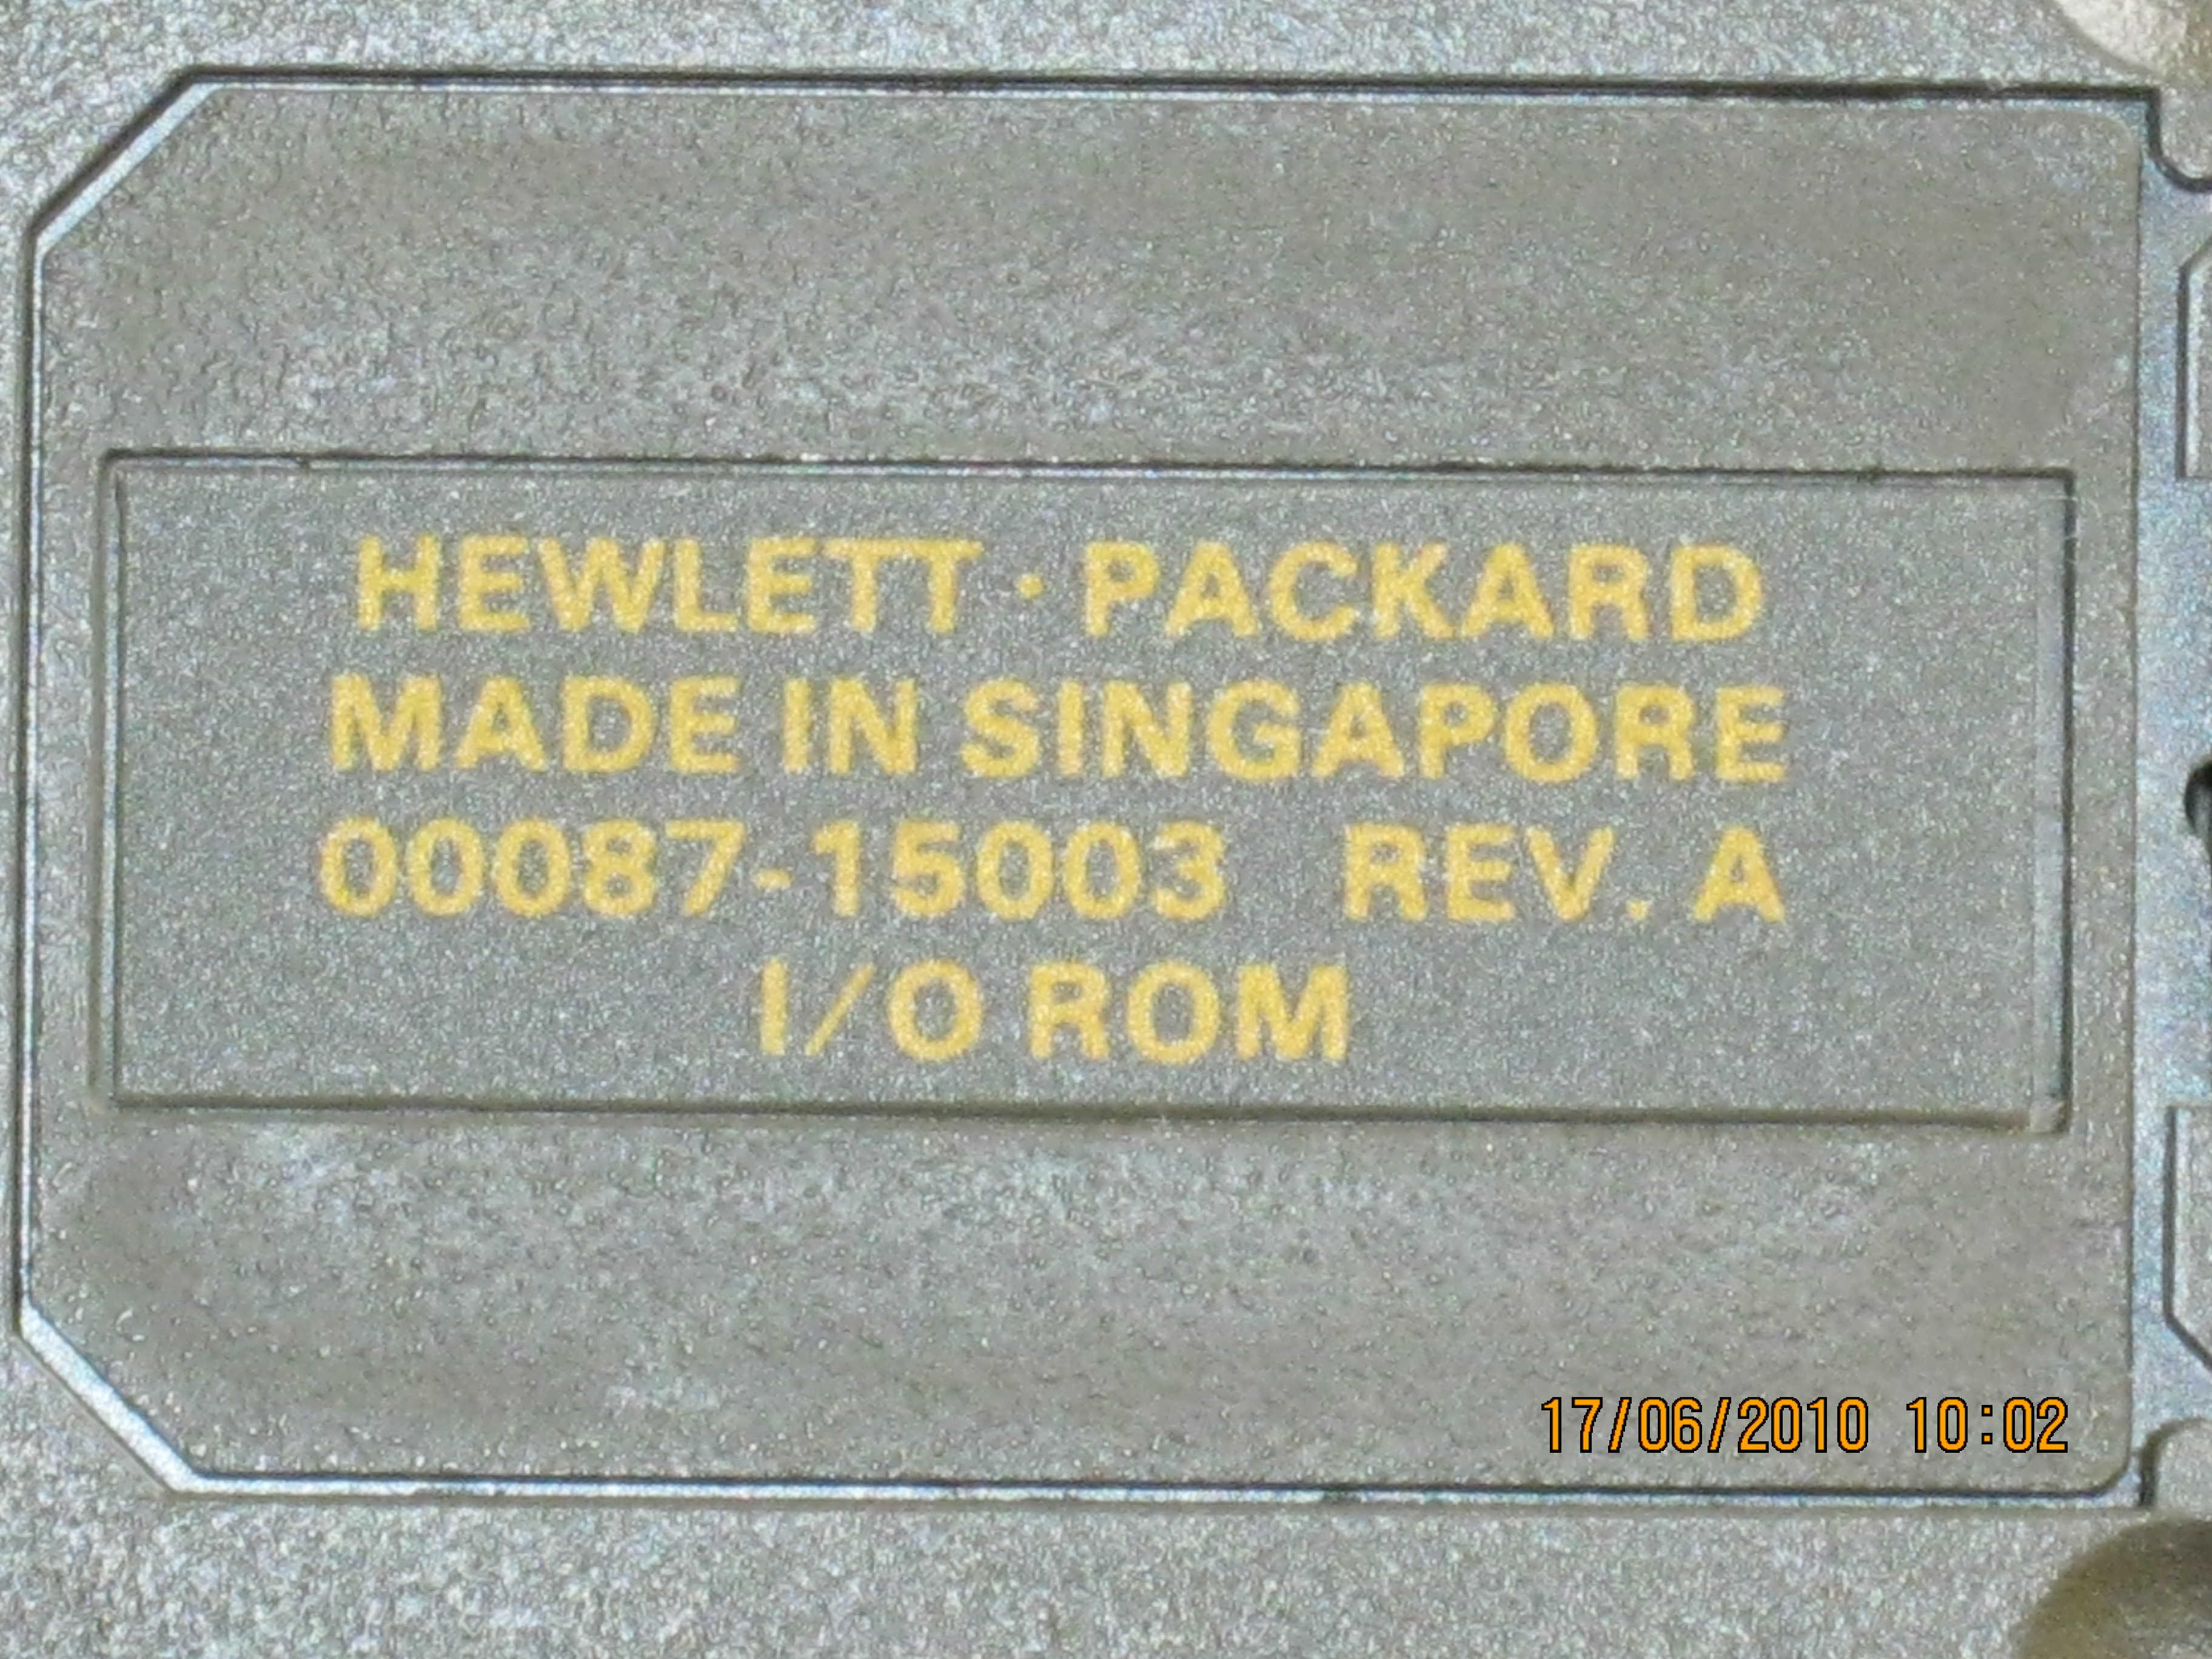 HEWLETT · PACKARD
MADE IN SINGAPORE
00087-15003 REV. A
I/O ROM
17/06/2010 10:02